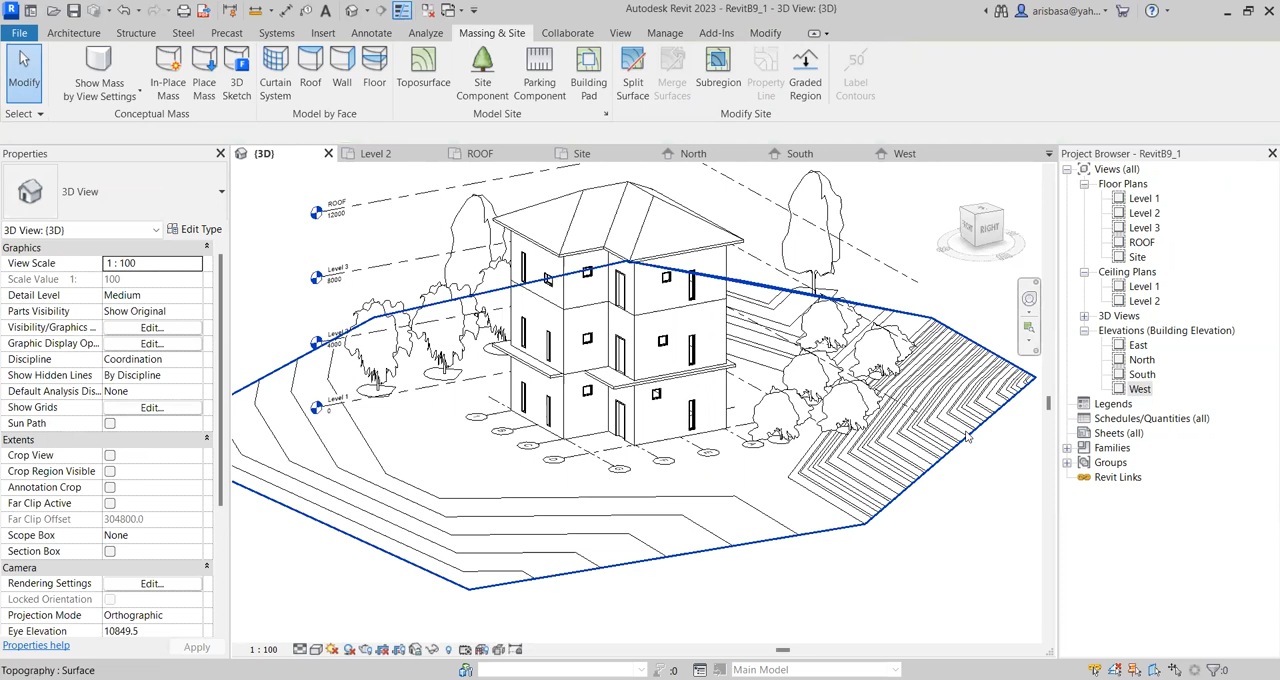 Autodesk Revit 2023 - RevitB9_1 - 3D View: {3D}
arisbasa@yah...
File Architecture Structure Steel Precast Systems Insert Annotate Analyze Massing & Site Collaborate View Manage Add-Ins Modify
Modify
Show Mass
by View Settings
In-Place
Mass
Place
Mass
3D
Sketch
Curtain
System
Roof
Wall
Floor
Toposurface
Site
Component
Parking
Component
Building
Pad
Split
Surface
Merge
Surfaces
Subregion
Property
Line
Graded
Region
Label
Contours
Select
Conceptual Mass
Model by Face
Model Site
Modify Site
Properties
3D View
3D View: {3D}
Edit Type
Graphics
View Scale 1 : 100
Scale Value 1: 100
Detail Level Medium
Parts Visibility Show Original
Visibility/Graphics ... Edit...
Graphic Display Op... Edit...
Discipline Coordination
Show Hidden Lines By Discipline
Default Analysis Dis... None
Show Grids Edit...
Sun Path
Extents
Crop View
Crop Region Visible
Annotation Crop
Far Clip Active
Far Clip Offset 304800.0
Scope Box None
Section Box
Camera
Rendering Settings Edit...
Locked Orientation
Projection Mode Orthographic
Eye Elevation 10849.5
Properties help
Apply
{3D}
Level 2
ROOF
Site
North
South
West
ROOF
12000
Level 3
8000
4000
Level 1
0
RIGHT
1 : 100
Project Browser - RevitB9_1
Views (all)
Floor Plans
Level 1
Level 2
Level 3
ROOF
Site
Ceiling Plans
Level 1
Level 2
3D Views
Elevations (Building Elevation)
East
North
South
West
Legends
Schedules/Quantities (all)
Sheets (all)
Families
Groups
Revit Links
Topography : Surface
:0
Main Model
:0